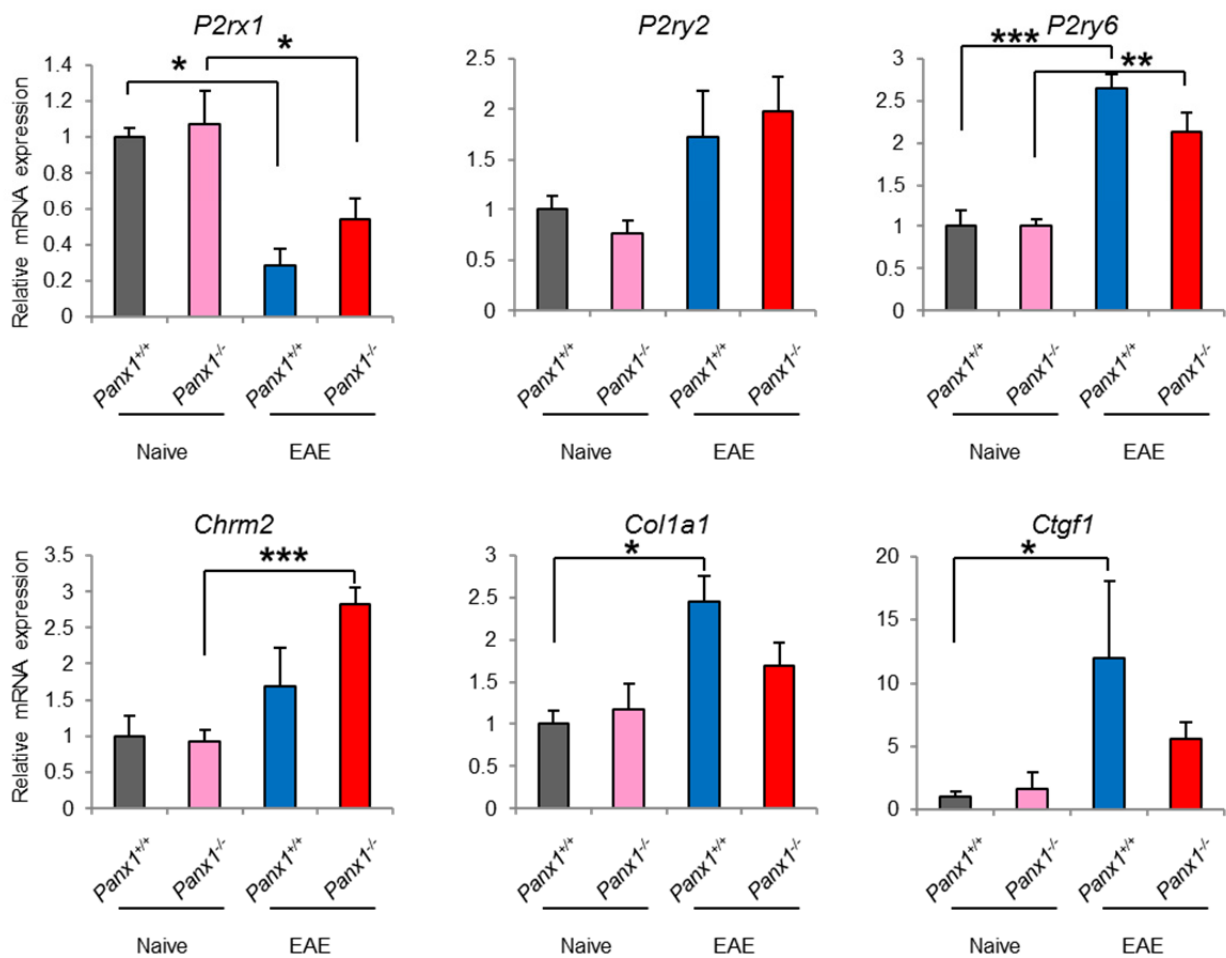 P2rx1
Relative mRNA expression
1.4
1.2
1
0.8
0.6
0.4
0.2
0
*
*
Panx1+/+
Panx1-/-
Panx1+/+
Panx1-/-
Naive
EAE
P2ry2
2.5
2
1.5
1
0.5
0
Panx1+/+
Panx1-/-
Panx1+/+
Panx1-/-
Naive
EAE
P2ry6
3
2.5
2
1.5
1
0.5
0
***
**
Panx1+/+
Panx1-/-
Panx1+/+
Panx1-/-
Naive
EAE
Chrm2
Relative mRNA expression
3.5
3
2.5
2
1.5
1
0.5
0
***
Panx1+/+
Panx1-/-
Panx1+/+
Panx1-/-
Naive
EAE
Col1a1
3
2.5
2
1.5
1
0.5
0
*
Panx1+/+
Panx1-/-
Panx1+/+
Panx1-/-
Naive
EAE
Ctgf1
20
15
10
5
0
*
Panx1+/+
Panx1-/-
Panx1+/+
Panx1-/-
Naive
EAE